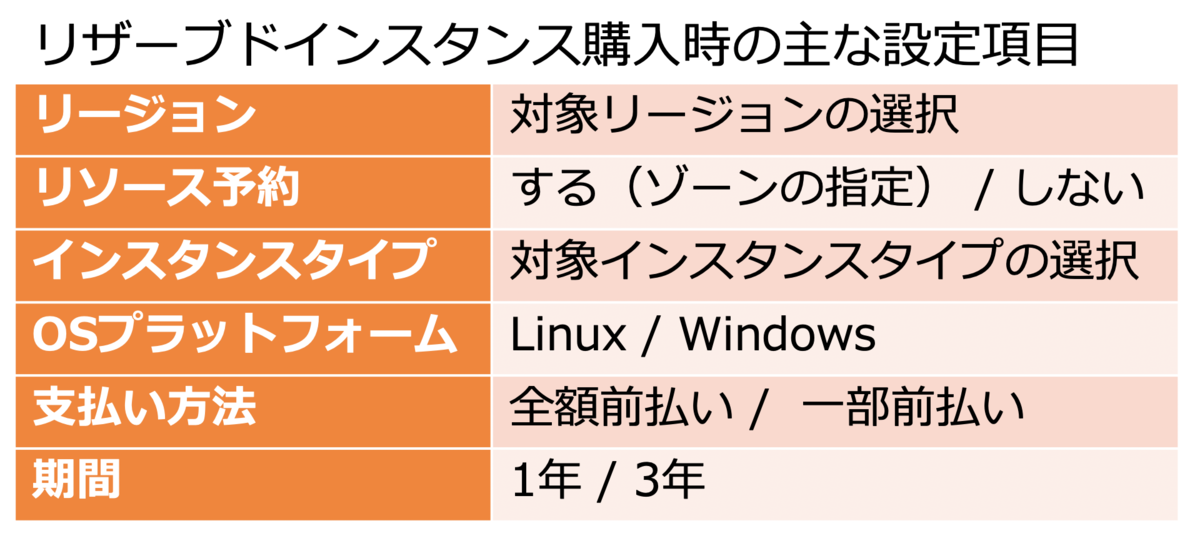 リザーブドインスタンス購入時の主な設定項目
リージョン 対象リージョンの選択
リソース予約 する（ゾーンの指定） / しない
インスタンスタイプ 対象インスタンスタイプの選択
OSプラットフォーム Linux / Windows
支払い方法 全額前払い / 一部前払い
期間 1年 / 3年